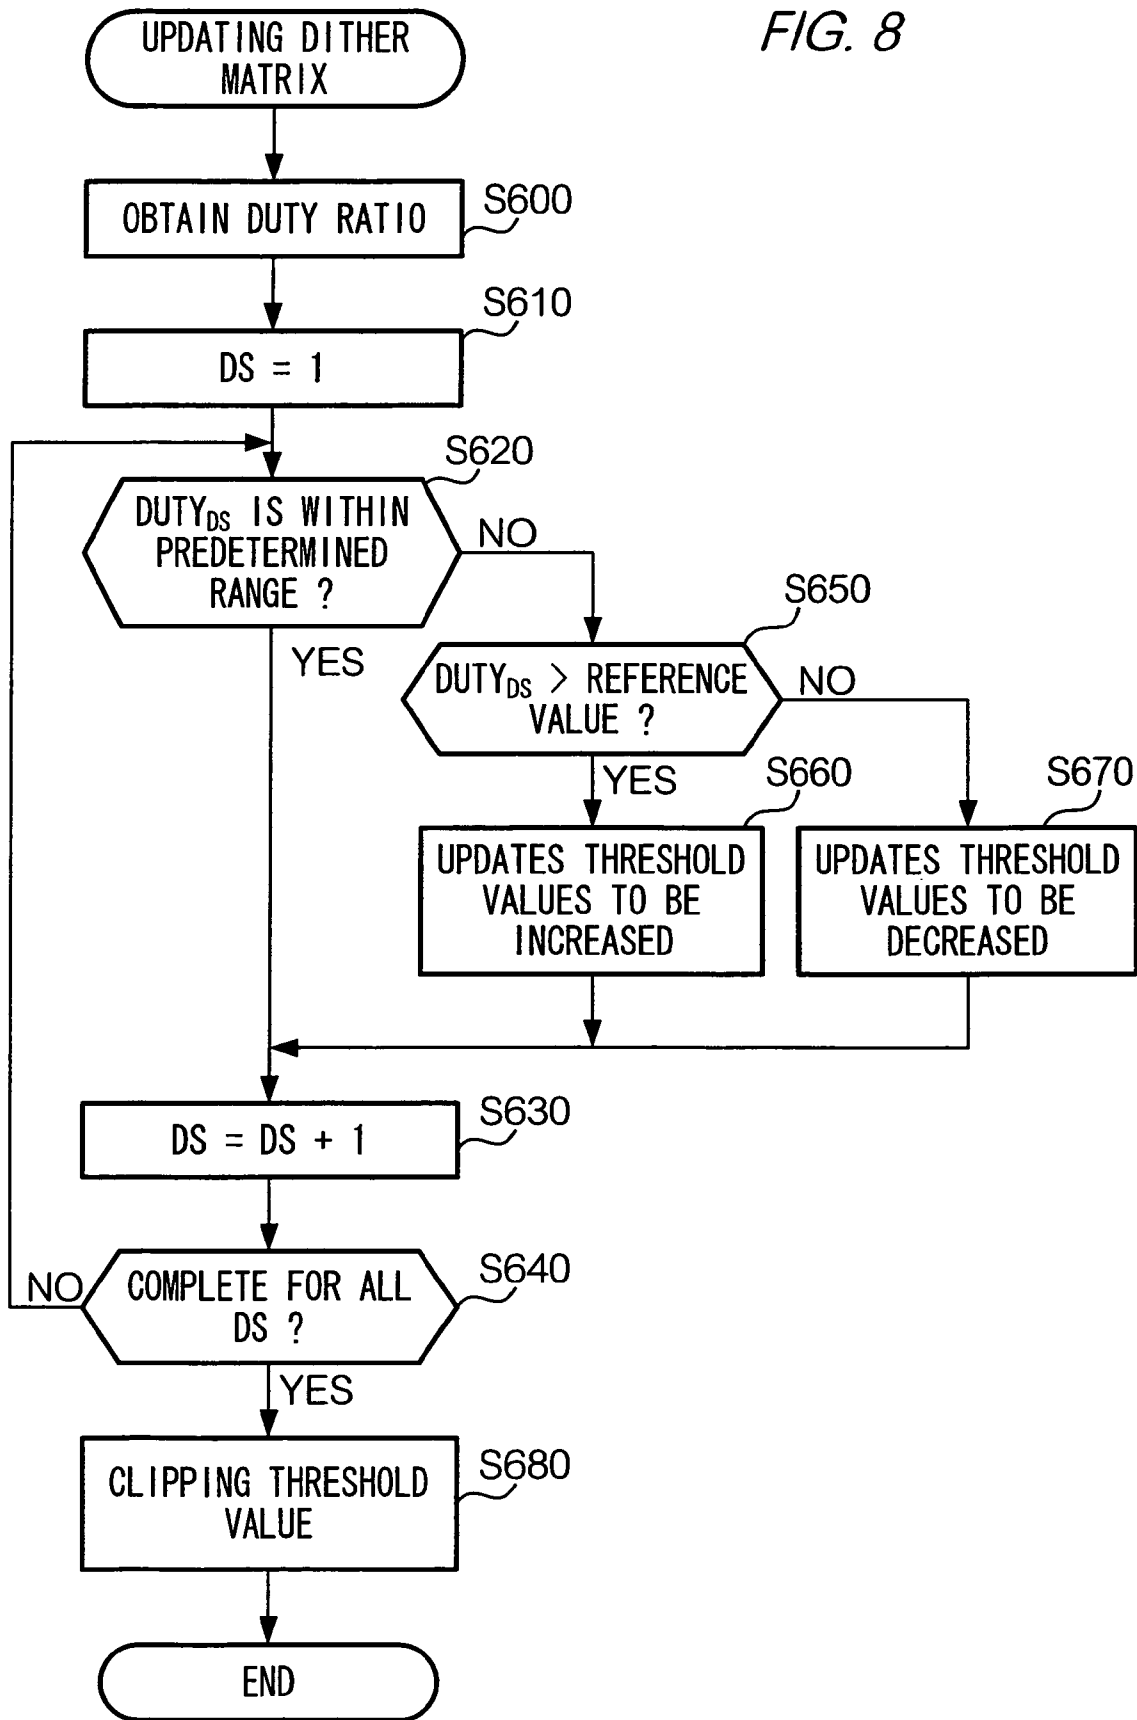 FIG. 8
UPDATING DITHER
MATRIX
S600
OBTAIN DUTY RATIO
S610
DS = 1
S620
DUTYDS IS WITHIN
PREDETERMINED
RANGE ?
NO
YES
S650
DUTYDS > REFERENCE
VALUE ?
NO
YES
S660
UPDATES THRESHOLD
VALUES TO BE
INCREASED
S670
UPDATES THRESHOLD
VALUES TO BE
DECREASED
S630
DS = DS + 1
S640
COMPLETE FOR ALL
DS ?
NO
YES
S680
CLIPPING THRESHOLD
VALUE
END